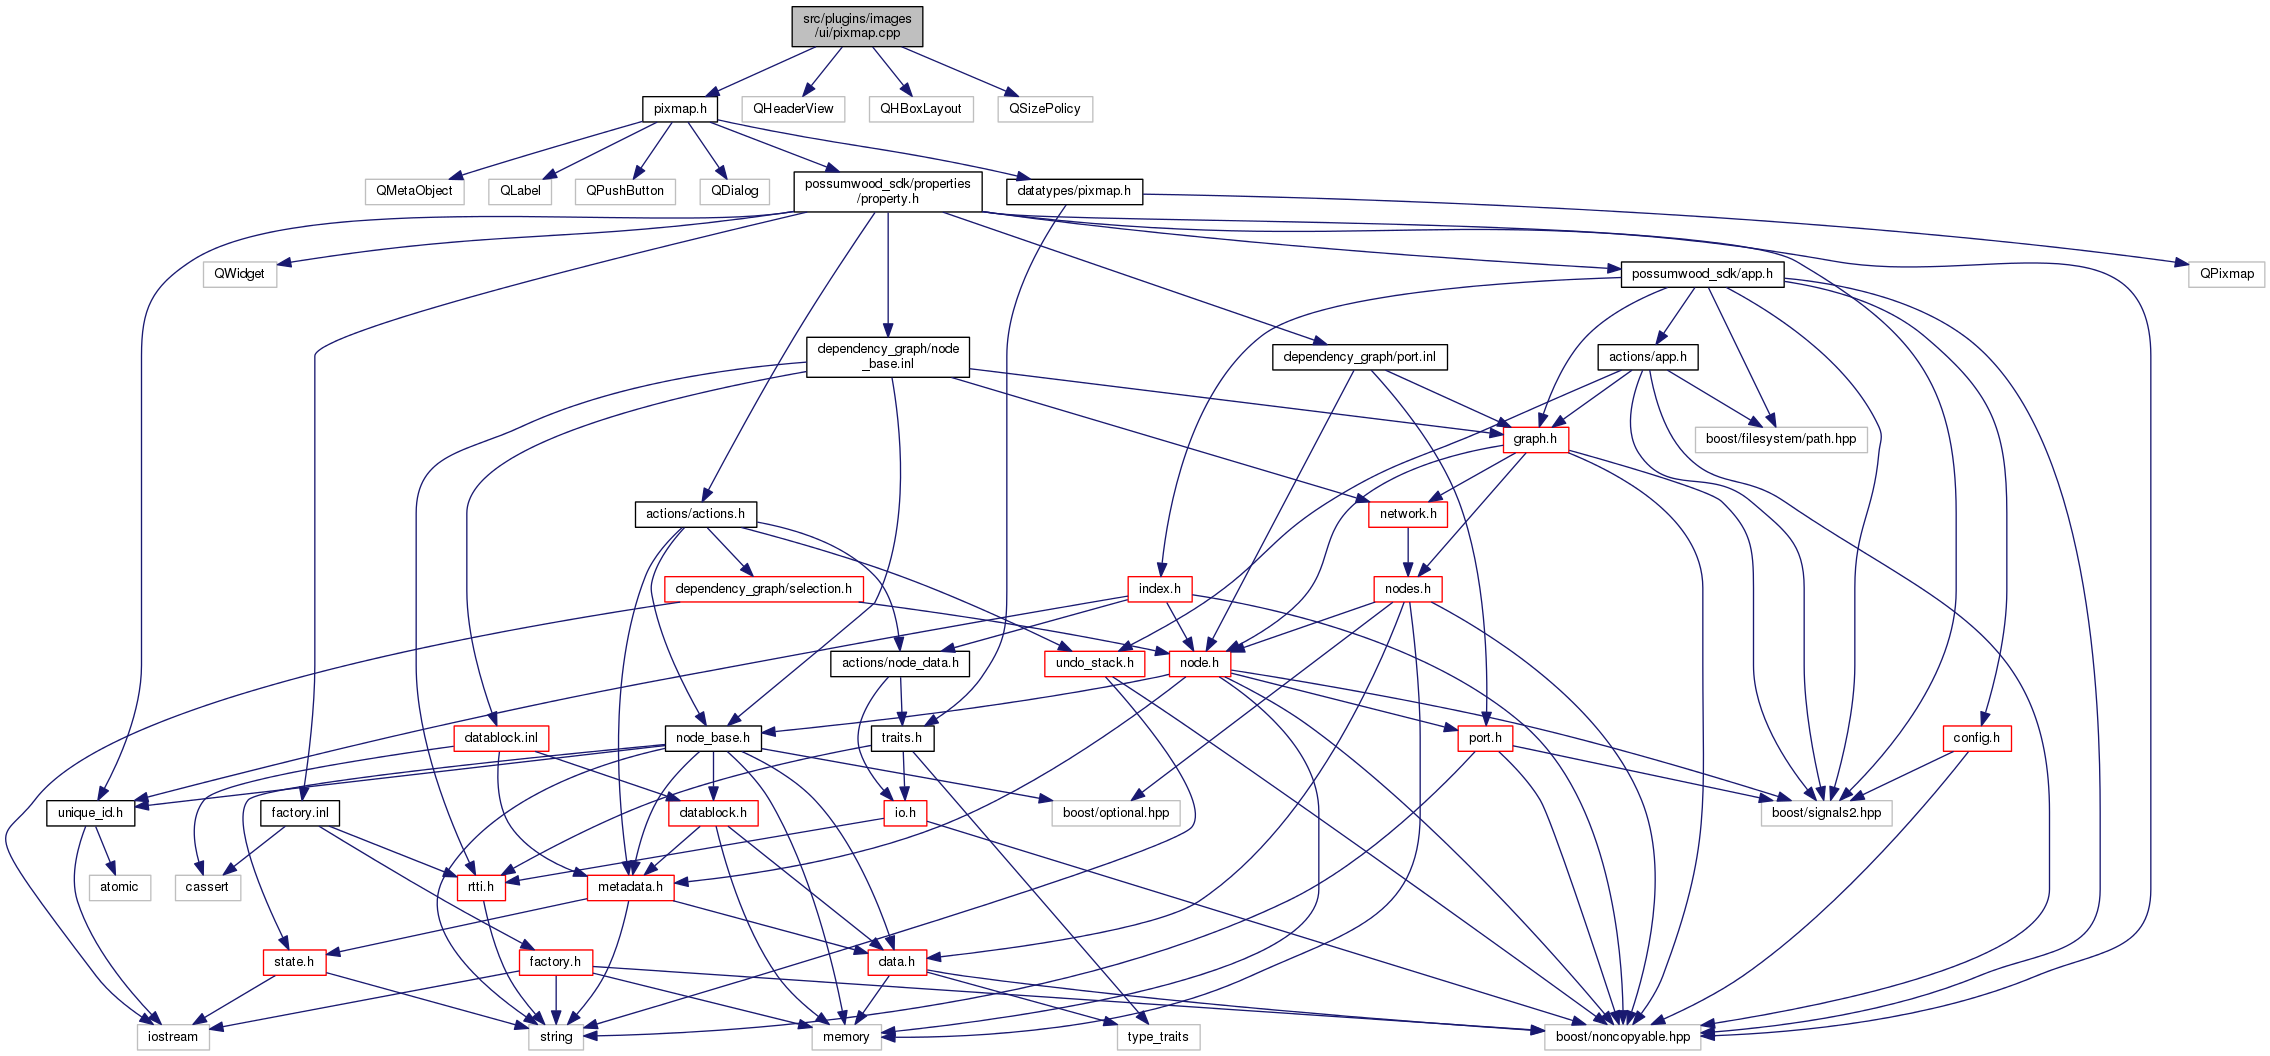 src/plugins/images
/ui/pixmap.cpp
pixmap.h
QHeaderView
QHBoxLayout
QSizePolicy
QMetaObject
QLabel
QPushButton
QDialog
possumwood_sdk/properties
/property.h
datatypes/pixmap.h
QWidget
possumwood_sdk/app.h
QPixmap
dependency_graph/node
_base.inl
dependency_graph/port.inl
actions/app.h
graph.h
boost/filesystem/path.hpp
actions/actions.h
network.h
dependency_graph/selection.h
index.h
nodes.h
actions/node_data.h
undo_stack.h
node.h
datablock.inl
node_base.h
traits.h
port.h
config.h
unique_id.h
factory.inl
datablock.h
io.h
boost/optional.hpp
boost/signals2.hpp
atomic
cassert
rtti.h
metadata.h
state.h
factory.h
data.h
iostream
string
memory
type_traits
boost/noncopyable.hpp